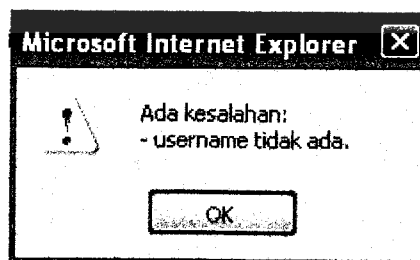 Microsoft Internet Explorer
Ada kesalahan:
- username tidak ada.
OK